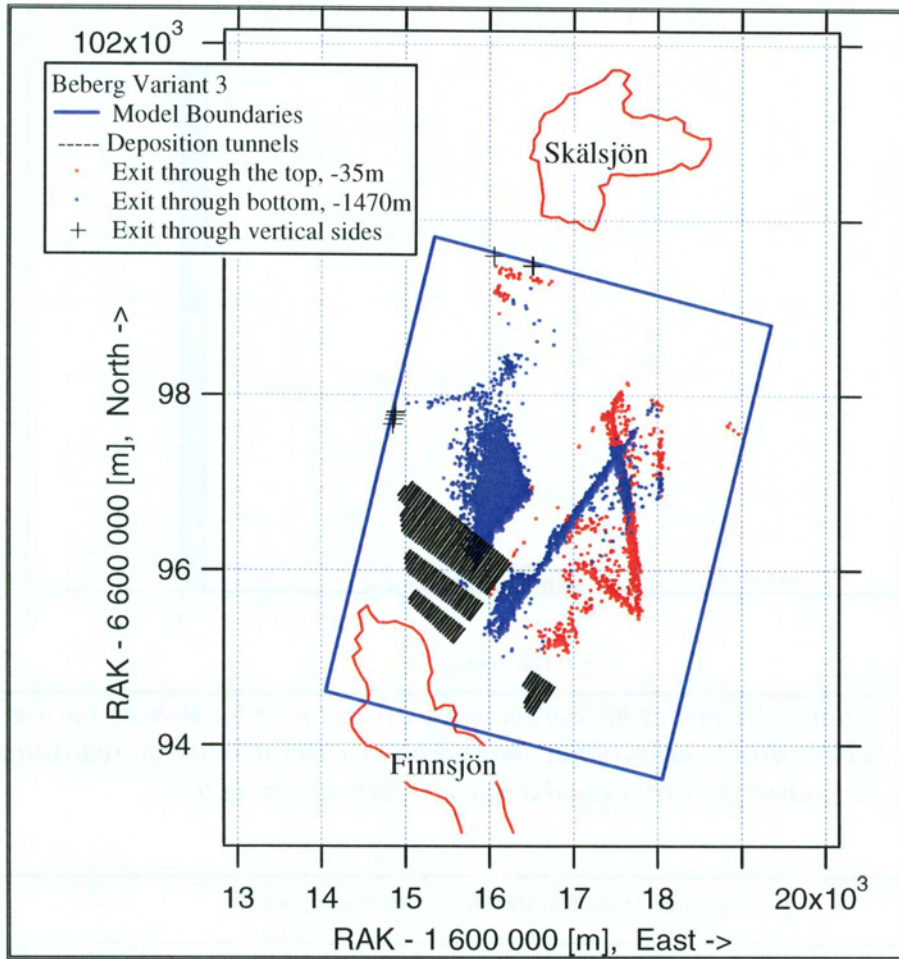 102x10³
Beberg Variant 3
Model Boundaries
Deposition tunnels
Exit through the top, -35m
Exit through bottom, -1470m
Exit through vertical sides
Skälsjön
RAK - 6 600 000 [m], North ->
98
96
94
Finnsjön
13 14 15 16 17 18 20x10³
RAK - 1 600 000 [m], East ->